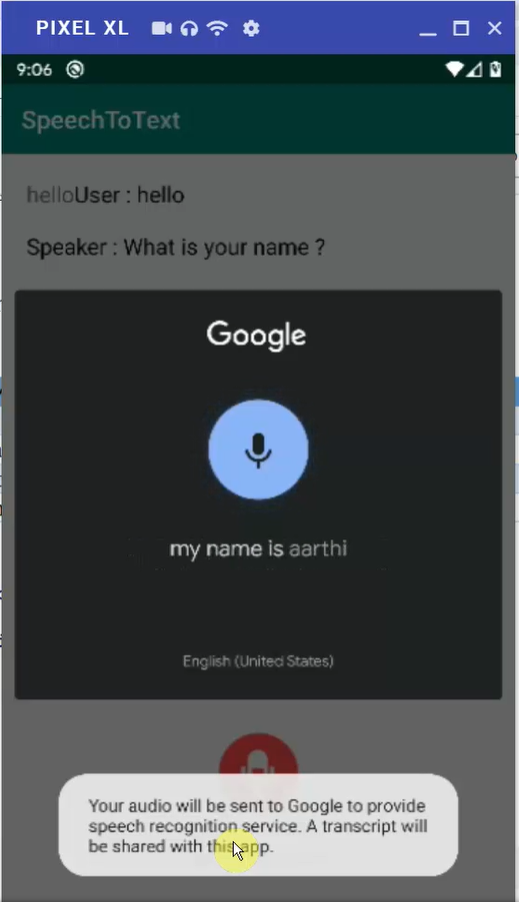 PIXEL XL
9:06
SpeechToText
helloUser : hello
Speaker : What is your name ?
Google
my name is aarthi
English (United States)
Your audio will be sent to Google to provide
speech recognition service. A transcript will
be shared with this app.